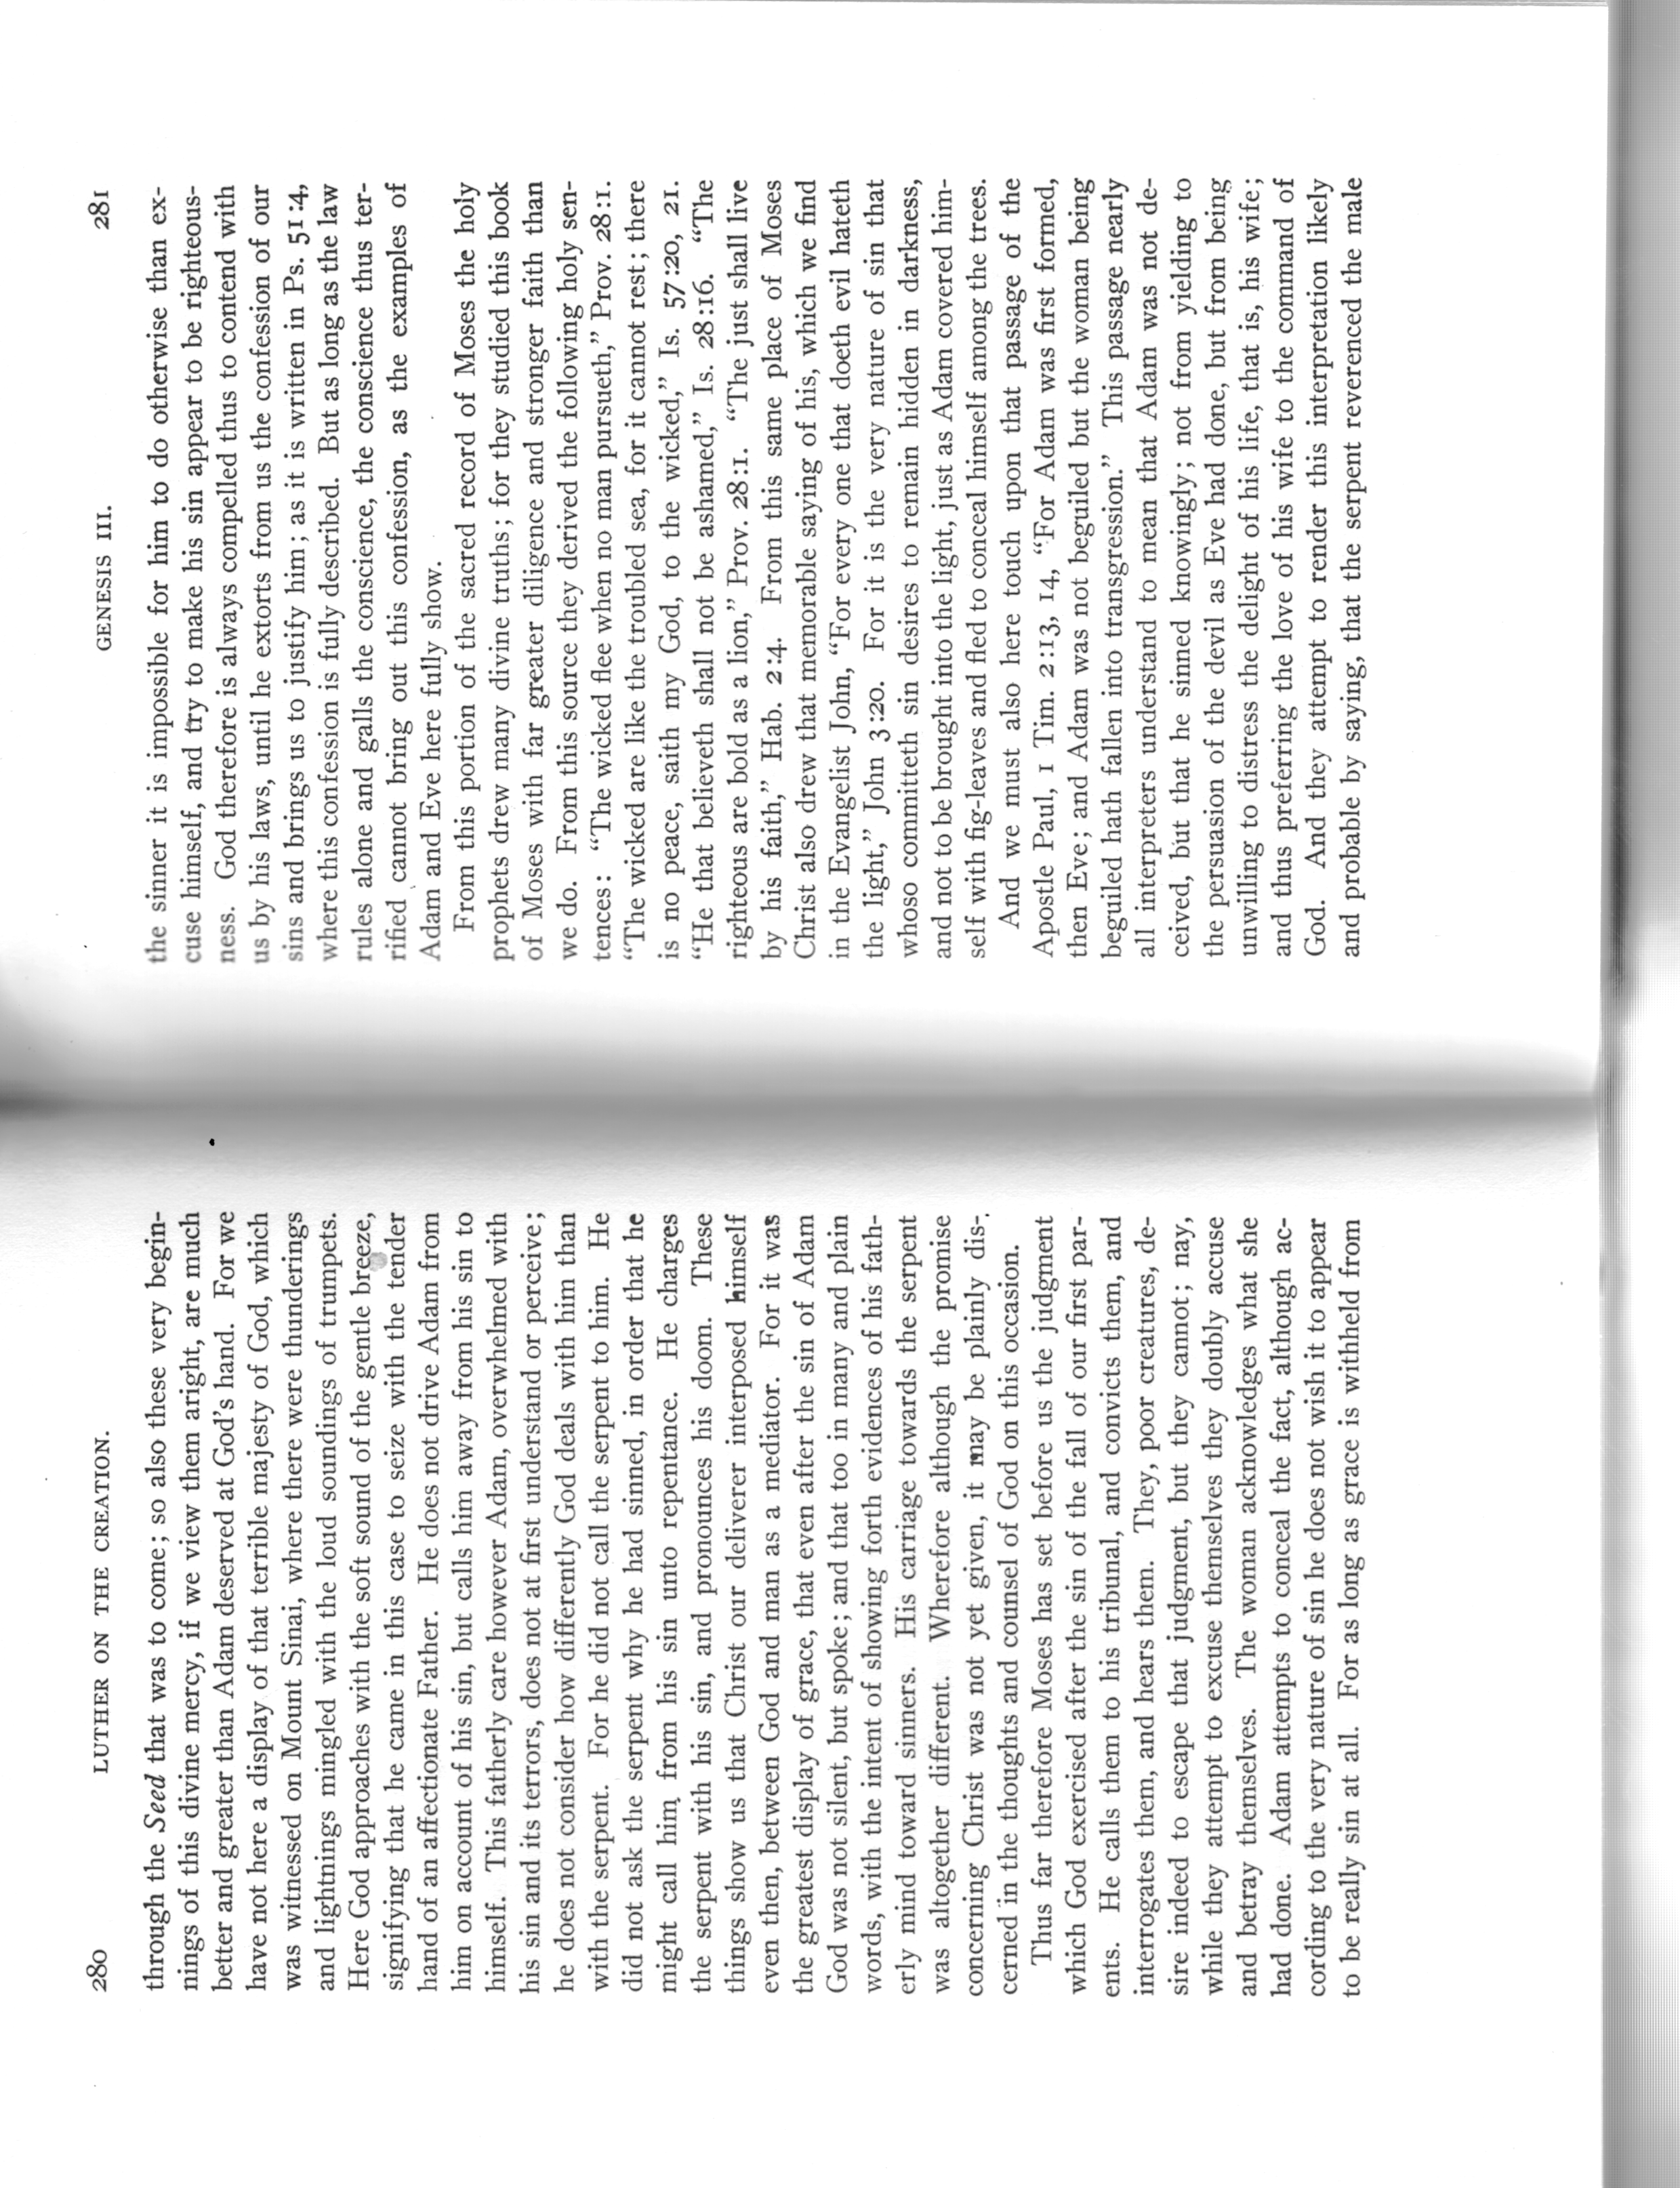 280 LUTHER ON THE CREATION.
through the Seed that was to come; so also these very begin-
nings of this divine mercy, if we view them aright, are much
better and greater than Adam deserved at God's hand. For we
have not here a display of that terrible majesty of God, which
was witnessed on Mount Sinai, where there were thunderings
and lightnings mingled with the loud soundings of trumpets.
Here God approaches with the soft sound of the gentle breeze,
signifying that he came in this case to seize with the tender
hand of an affectionate Father. He does not drive Adam from
him on account of his sin, but calls him away from his sin to
himself. This fatherly care however Adam, overwhelmed with
his sin and its terrors, does not at first understand or perceive;
he does not consider how differently God deals with him than
with the serpent. For he did not call the serpent to him. He
did not ask the serpent why he had sinned, in order that he
might call him from his sin unto repentance. He charges
the serpent with his sin, and pronounces his doom. These
things show us that Christ our deliverer interposed himself
even then, between God and man as a mediator. For it was
the greatest display of grace, that even after the sin of Adam
God was not silent, but spoke; and that too in many and plain
words, with the intent of showing forth evidences of his fath-
erly mind toward sinners. His carriage towards the serpent
was altogether different. Wherefore although the promise
concerning Christ was not yet given, it may be plainly dis-
cerned in the thoughts and counsel of God on this occasion.
Thus far therefore Moses has set before us the judgment
which God exercised after the sin of the fall of our first par-
ents. He calls them to his tribunal, and convicts them, and
interrogates them, and hears them. They, poor creatures, de-
sire indeed to escape that judgment, but they cannot; nay,
while they attempt to excuse themselves they doubly accuse
and betray themselves. The woman acknowledges what she
had done. Adam attempts to conceal the fact, although ac-
cording to the very nature of sin he does not wish it to appear
to be really sin at all. For as long as grace is withheld from
GENESIS III. 281
the sinner it is impossible for him to do otherwise than ex-
cuse himself, and try to make his sin appear to be righteous-
ness. God therefore is always compelled thus to contend with
us by his laws, until he extorts from us the confession of our
sins and brings us to justify him; as it is written in Ps. 51:4,
where this confession is fully described. But as long as the law
rules alone and galls the conscience, the conscience thus ter-
rified cannot bring out this confession, as the examples of
Adam and Eve here fully show.
From this portion of the sacred record of Moses the holy
prophets drew many divine truths; for they studied this book
of Moses with far greater diligence and stronger faith than
we do. From this source they derived the following holy sen-
tences: "The wicked flee when no man pursueth," Prov. 28:1.
"The wicked are like the troubled sea, for it cannot rest; there
is no peace, saith my God, to the wicked," Is. 57:20, 21.
"He that believeth shall not be ashamed," Is. 28:16. "The
righteous are bold as a lion," Prov. 28:1. "The just shall live
by his faith," Hab. 2:4. From this same place of Moses
Christ also drew that memorable saying of his, which we find
in the Evangelist John, "For every one that doeth evil hateth
the light," John 3:20. For it is the very nature of sin that
whoso committeth sin desires to remain hidden in darkness,
and not to be brought into the light, just as Adam covered him-
self with fig-leaves and fled to conceal himself among the trees.
And we must also here touch upon that passage of the
Apostle Paul, 1 Tim. 2:13, 14, "For Adam was first formed,
then Eve; and Adam was not beguiled but the woman being
beguiled hath fallen into transgression." This passage nearly
all interpreters understand to mean that Adam was not de-
ceived, but that he sinned knowingly; not from yielding to
the persuasion of the devil as Eve had done, but from being
unwilling to distress the delight of his life, that is, his wife;
and thus preferring the love of his wife to the command of
God. And they attempt to render this interpretation likely
and probable by saying, that the serpent reverenced the male